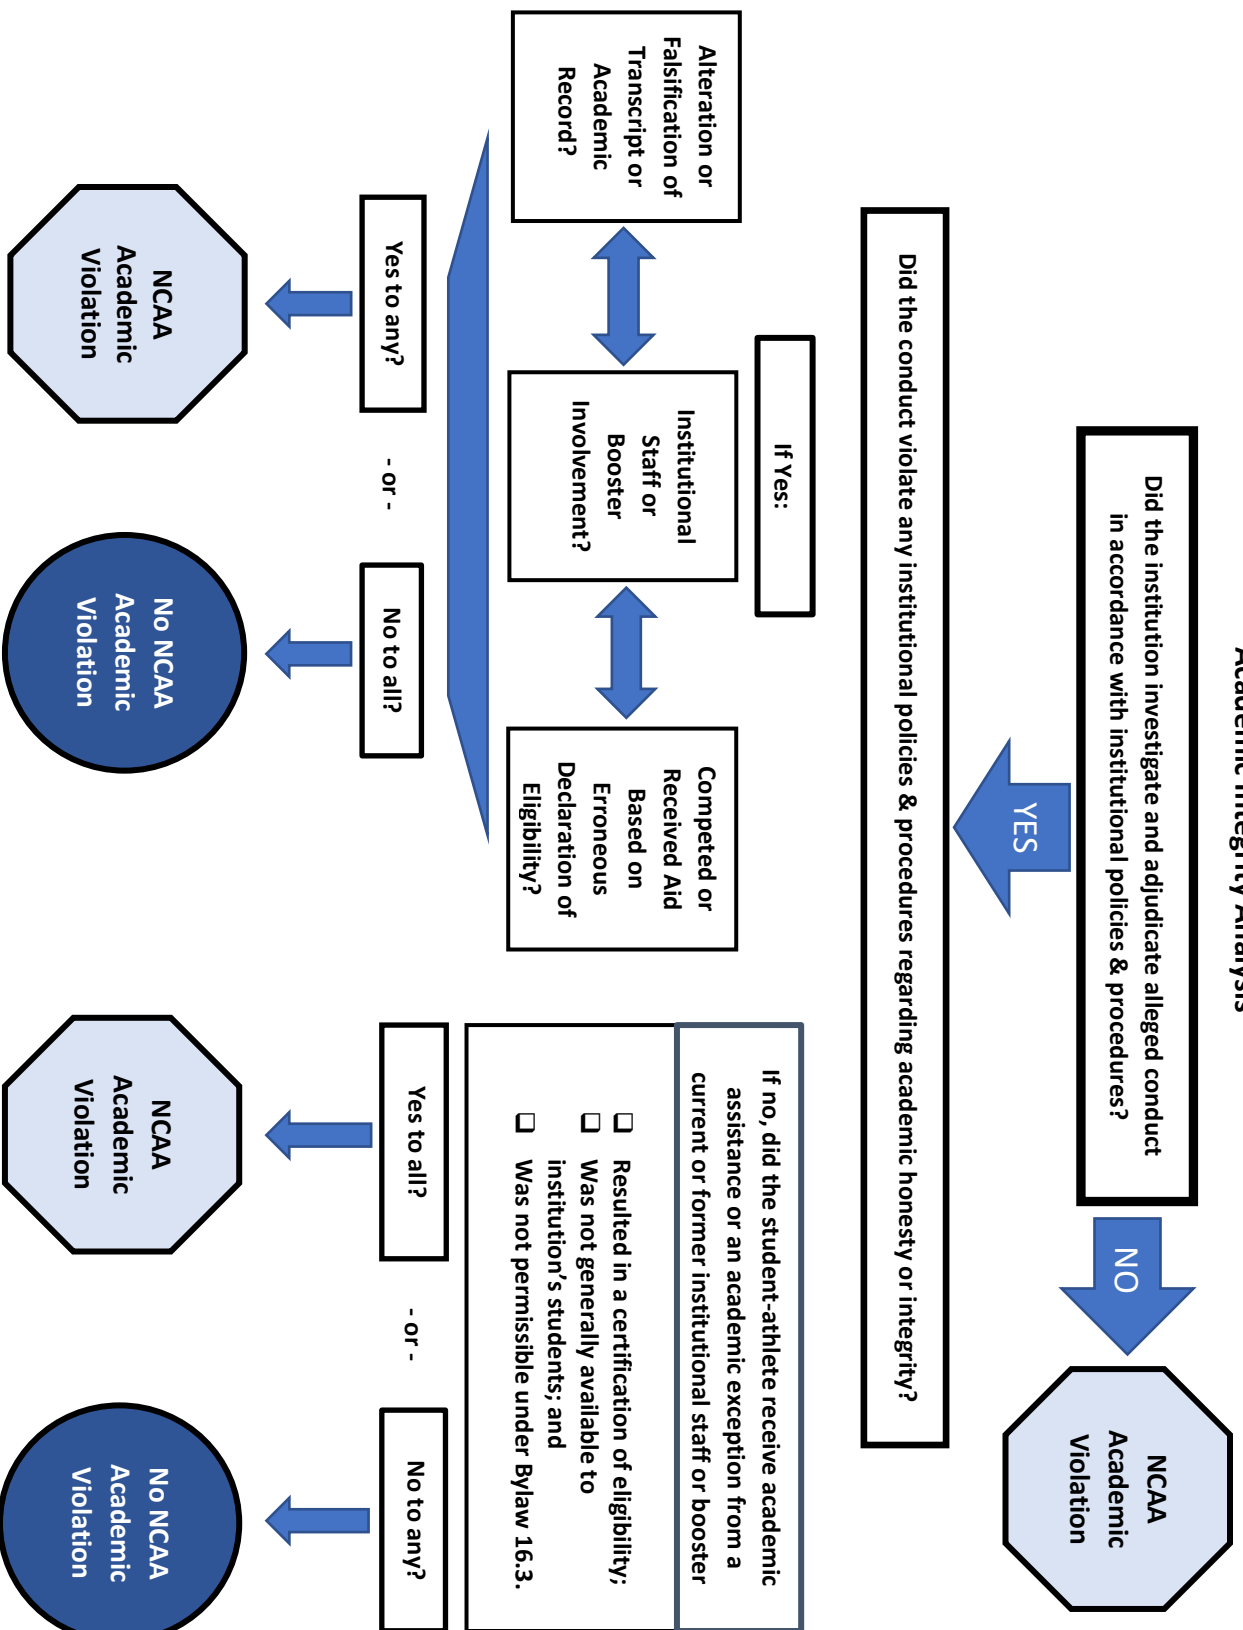 Academic Integrity Analysis
Did the institution investigate and adjudicate alleged conduct
in accordance with institutional policies & procedures?
NO
NCAA
Academic
Violation
YES
Did the conduct violate any institutional policies & procedures regarding academic honesty or integrity?
If Yes:
Alteration or
Falsification of
Transcript or
Academic
Record?
Institutional
Staff or
Booster
Involvement?
Competed or
Received Aid
Based on
Erroneous
Declaration of
Eligibility?
Yes to any?
- or -
No to all?
NCAA
Academic
Violation
No NCAA
Academic
Violation
If no, did the student-athlete receive academic
assistance or an academic exception from a
current or former institutional staff or booster
❑ Resulted in a certification of eligibility;
❑ Was not generally available to
institution’s students; and
❑ Was not permissible under Bylaw 16.3.
Yes to all?
- or -
No to any?
NCAA
Academic
Violation
No NCAA
Academic
Violation